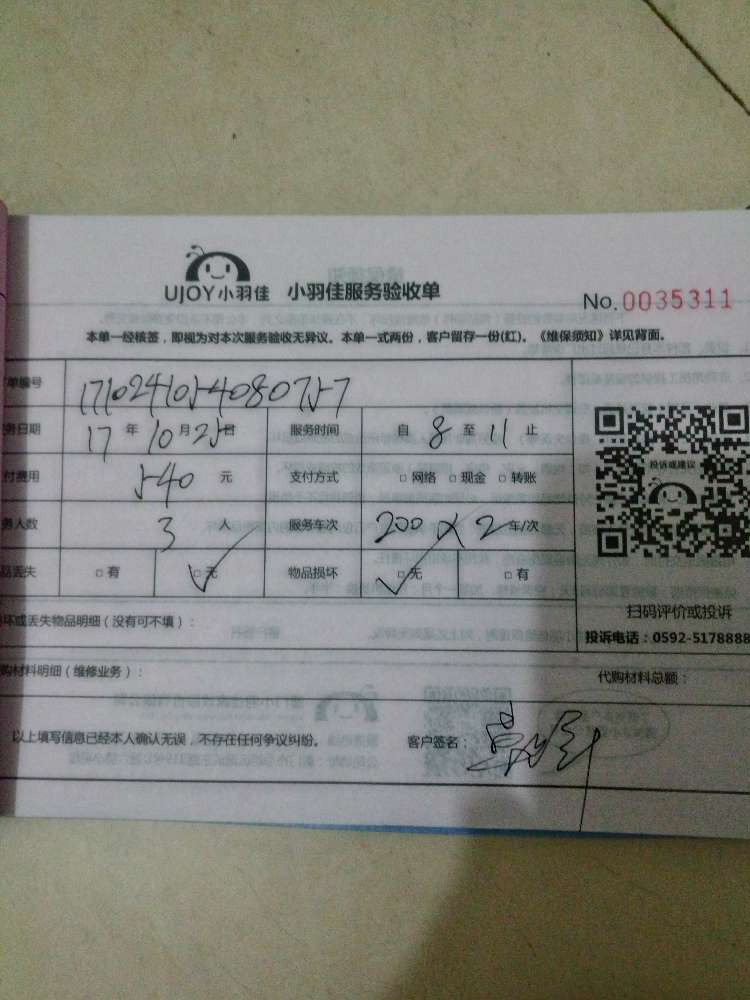 UJOY小羽佳 小羽佳服务验收单
No.0035311
本单一经核签，即视为对本次服务验收无异议。本单一式两份，客户留存一份(红)。《维保须知》详见背面。
单编号 1710241054080757
务日期 17 年 10 月 25 日 服务时间 自 8 至 11 止
付费用 540 元 支付方式 □ 网络 □ 现金 □ 转账
务人数 3 人 服务车次 200 × 2 车/次
品丢失 □ 有 □ 无 物品损坏 □ 无 □ 有
投诉或建议
扫码评价或投诉
投诉电话：0592-5178888
坏或丢失物品明细（没有可不填）：
购材料明细（维修业务）：
代购材料总额：
以上填写信息已经本人确认无误，不存在任何争议纠纷。 客户签名：